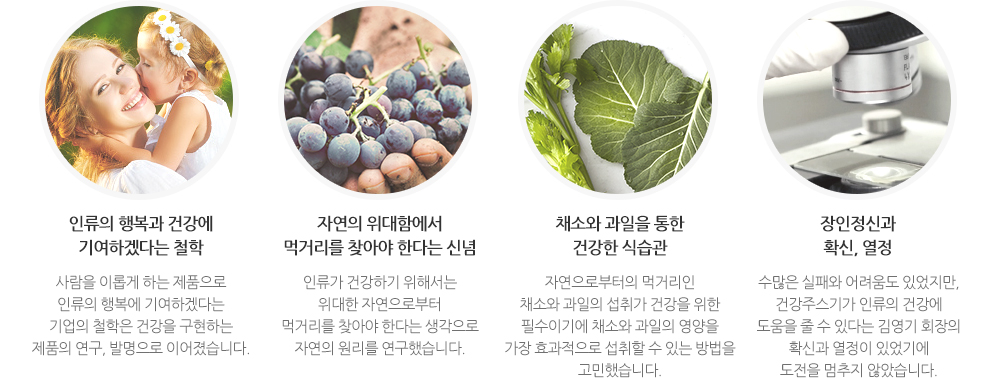 인류의 행복과 건강에
기여하겠다는 철학
사람을 이롭게 하는 제품으로
인류의 행복에 기여하겠다는
기업의 철학은 건강을 구현하는
제품의 연구, 발명으로 이어졌습니다.
자연의 위대함에서
먹거리를 찾아야 한다는 신념
인류가 건강하기 위해서는
위대한 자연으로부터
먹거리를 찾아야 한다는 생각으로
자연의 원리를 연구했습니다.
채소와 과일을 통한
건강한 식습관
자연으로부터의 먹거리인
채소와 과일의 섭취가 건강을 위한
필수이기에 채소와 과일의 영양을
가장 효과적으로 섭취할 수 있는 방법을
고민했습니다.
장인정신과
확신, 열정
수많은 실패와 어려움도 있었지만,
건강주스기가 인류의 건강에
도움을 줄 수 있다는 김영기 회장의
확신과 열정이 있었기에
도전을 멈추지 않았습니다.